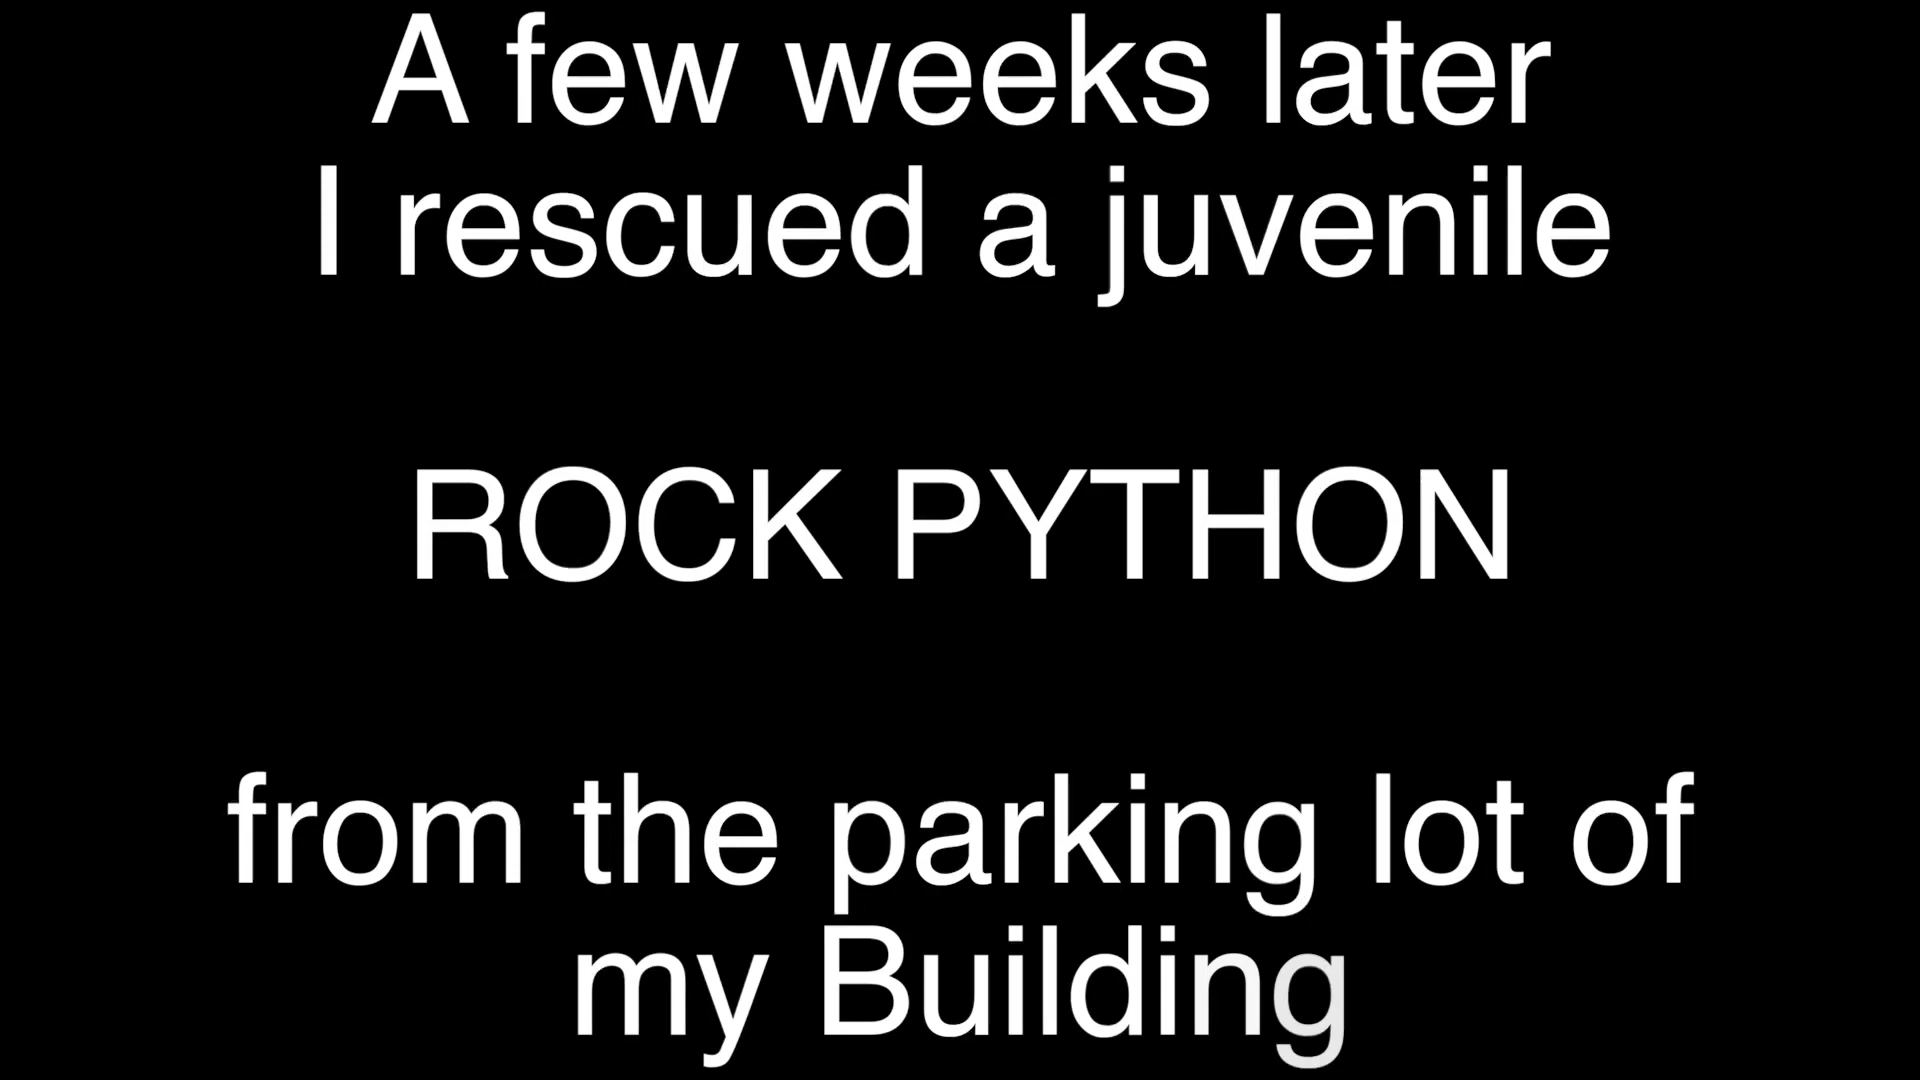 A few weeks later
I rescued a juvenile
ROCK PYTHON
from the parking lot of
my Building